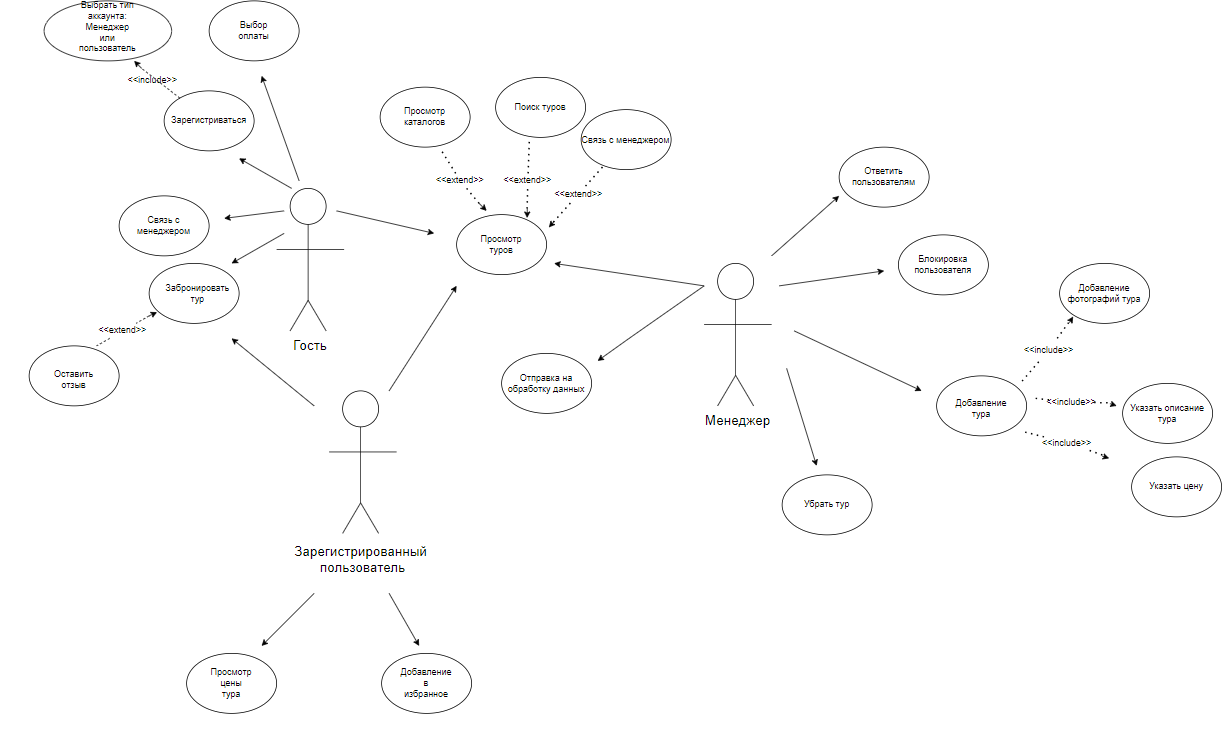 Выбрать тип
аккаунта:
Менеджер
или
пользователь
Выбор
оплаты
<<include>>
Зарегистриваться
Просмотр
каталогов
Поиск туров
Связь с менеджером
<<extend>>
<<extend>>
<<extend>>
Ответить
пользователям
Связь с
менеджером
Просмотр
туров
Блокировка
пользователя
Забронировать
тур
Добавление
фотографий тура
<<extend>>
Гость
<<include>>
Оставить
отзыв
Отправка на
обработку данных
Менеджер
Добавление
тура
<<include>>
Указать описание
тура
<<include>>
Указать цену
Убрать тур
Зарегистрированный
пользователь
Просмотр
цены
тура
Добавление
в
избранное